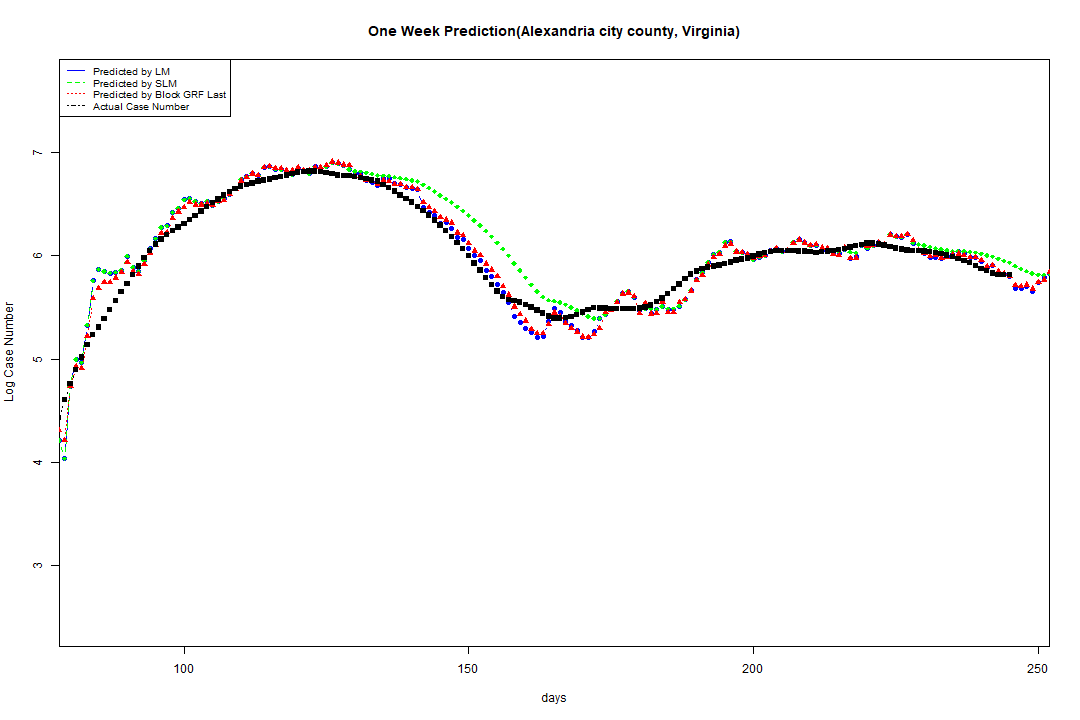 One Week Prediction(Alexandria city county, Virginia)
Predicted by LM
Predicted by SLM
Predicted by Block GRF Last
Actual Case Number
7
6
5
4
3
Log Case Number
100
150
200
250
days